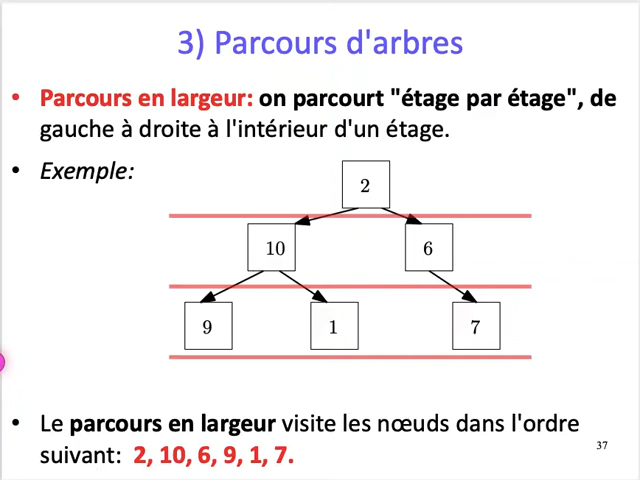 3) Parcours d'arbres
• Parcours en largeur: on parcourt "étage par étage", de
gauche à droite à l'intérieur d'un étage.
• Exemple:
2
10 6
9 1 7
• Le parcours en largeur visite les nœuds dans l'ordre
suivant: 2, 10, 6, 9, 1, 7.
37